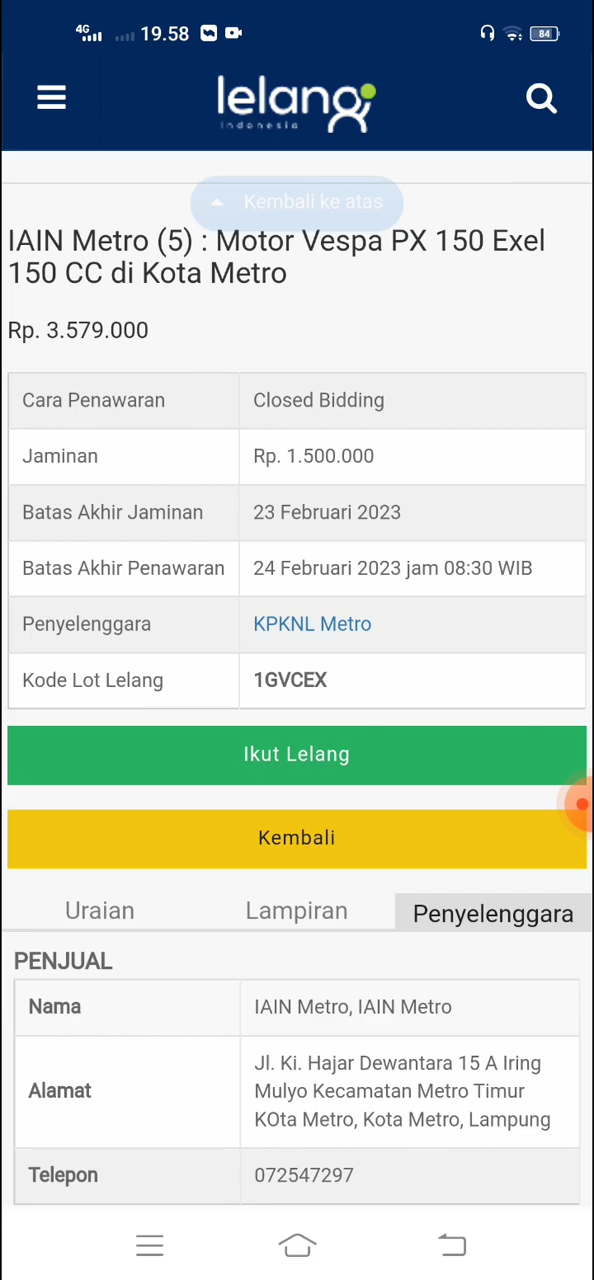 4G 19.58 84
lelang
indonesia
Kembali ke atas
IAIN Metro (5) : Motor Vespa PX 150 Exel
150 CC di Kota Metro
Rp. 3.579.000
Cara Penawaran Closed Bidding
Jaminan Rp. 1.500.000
Batas Akhir Jaminan 23 Februari 2023
Batas Akhir Penawaran 24 Februari 2023 jam 08:30 WIB
Penyelenggara KPKNL Metro
Kode Lot Lelang 1GVCEX
Ikut Lelang
Kembali
Uraian Lampiran Penyelenggara
PENJUAL
Nama IAIN Metro, IAIN Metro
Alamat Jl. Ki. Hajar Dewantara 15 A Iring
Mulyo Kecamatan Metro Timur
KOta Metro, Kota Metro, Lampung
Telepon 072547297